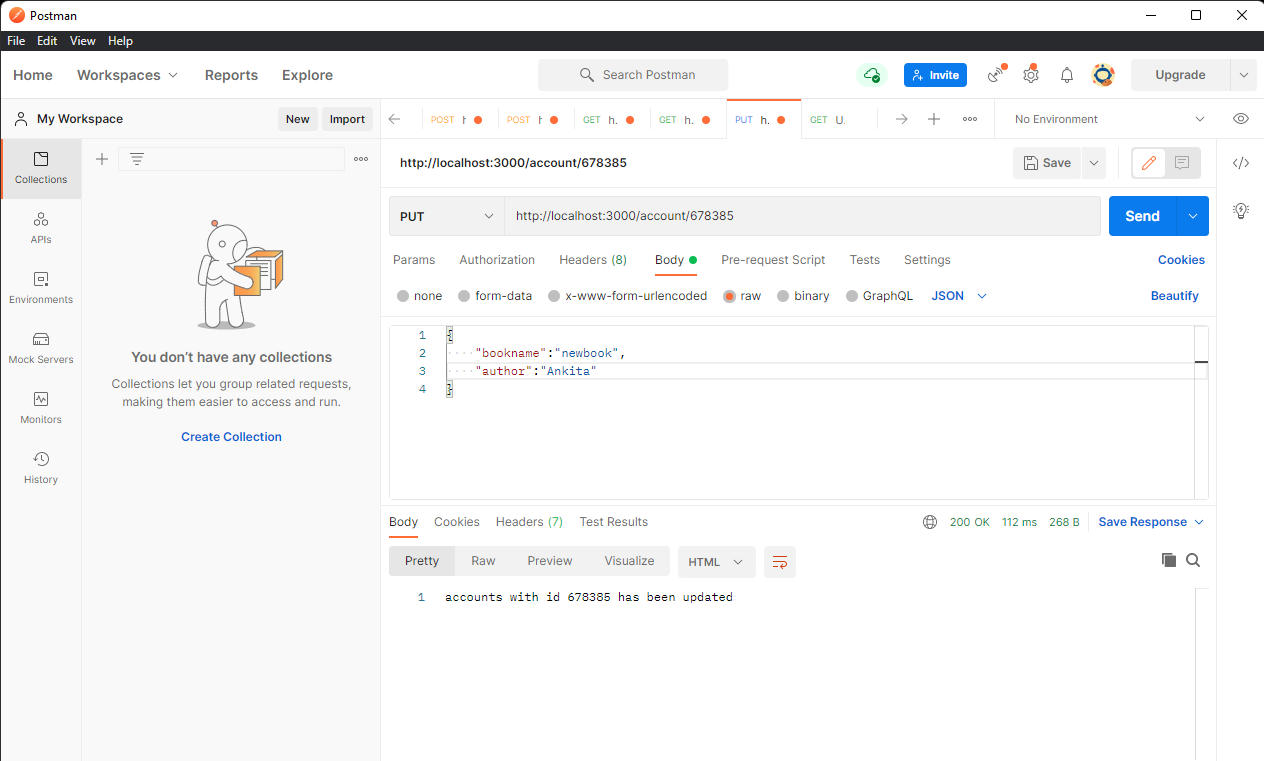 Postman
File Edit View Help
Home Workspaces Reports Explore Search Postman Invite Upgrade
My Workspace New Import
POST POST GET h. GET h. PUT h. GET U. No Environment
Collections
APIs
Environments
Mock Servers
Monitors
History
You don't have any collections
Collections let you group related requests,
making them easier to access and run.
Create Collection
http://localhost:3000/account/678385 Save
PUT http://localhost:3000/account/678385 Send
Params Authorization Headers (8) Body Pre-request Script Tests Settings Cookies
none form-data x-www-form-urlencoded raw binary GraphQL JSON Beautify
1 {
2 "bookname":"newbook",
3 "author":"Ankita"
4 }
Body Cookies Headers (7) Test Results 200 OK 112 ms 268 B Save Response
Pretty Raw Preview Visualize HTML
1 accounts with id 678385 has been updated